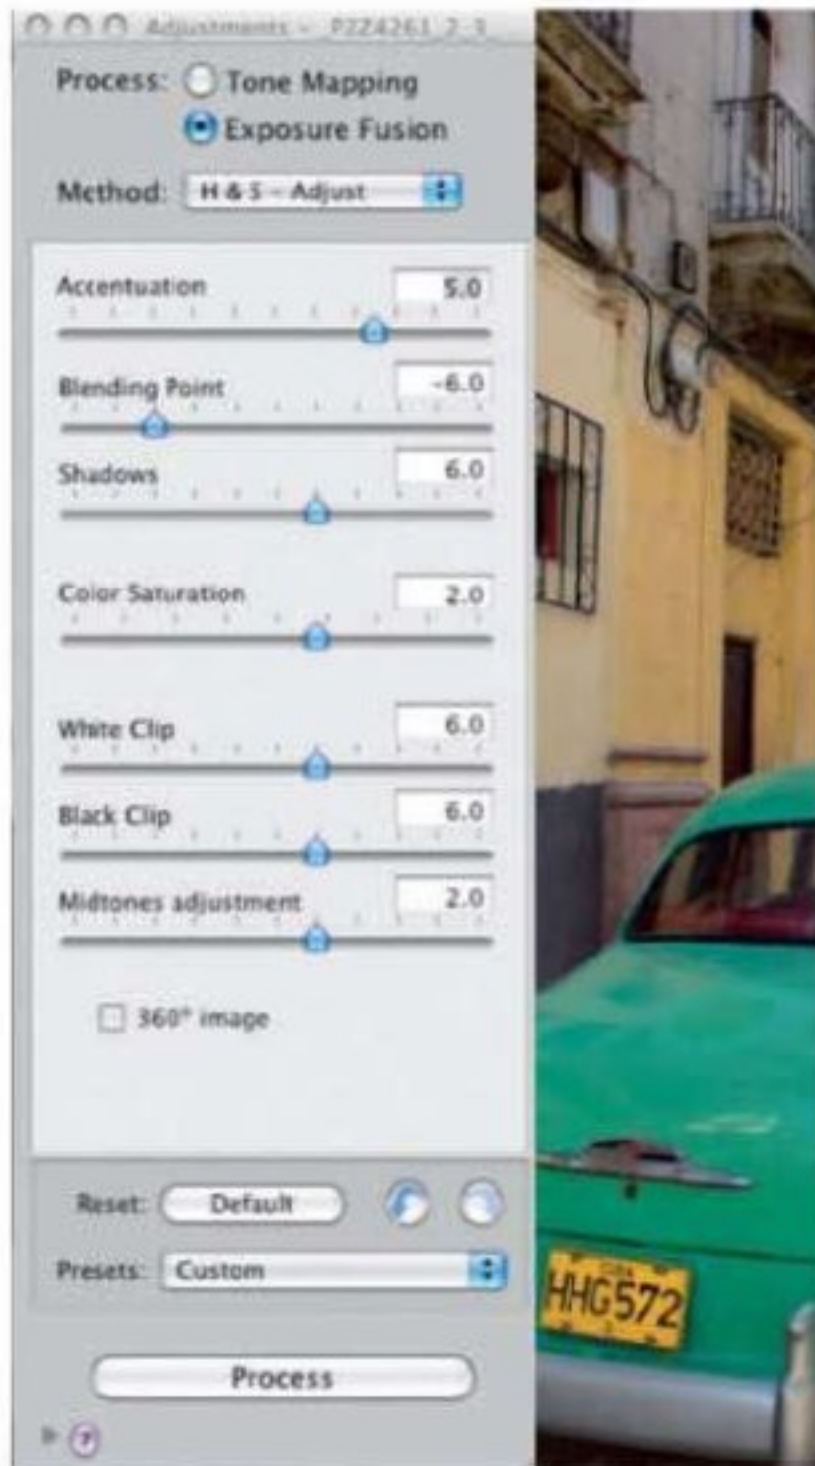 Adjustments - _P2Z4261_2_3_
Process: Tone Mapping
Exposure Fusion
Method: H & S - Adjust
Accentuation 5.0
Blending Point -6.0
Shadows 6.0
Color Saturation 2.0
White Clip 6.0
Black Clip 6.0
Midtones adjustment 2.0
360° image
Reset: Default
Presets: Custom
Process
?
CUBA
HHG572